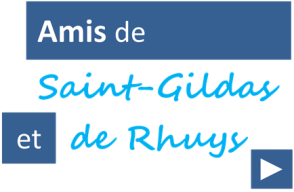 Amis de
Saint-Gildas
et de Rhuys